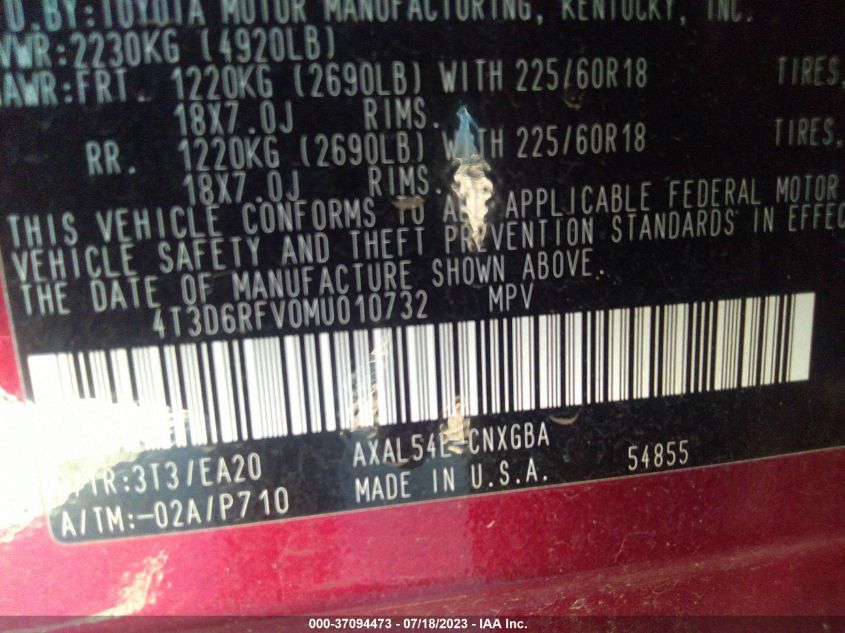 D. BY: TOYOTA MOTOR MANUFACTURING, KENTUCKY, INC.
VWR: 2230KG (4920LB)
AWR: FRT. 1220KG (2690LB) WITH 225/60R18 TIRES,
18X7.0J RIMS.
RR. 1220KG (2690LB) WITH 225/60R18 TIRES,
18X7.0J RIMS.
THIS VEHICLE CONFORMS TO APPLICABLE FEDERAL MOTOR
VEHICLE SAFETY AND THEFT PREVENTION STANDARDS IN EFFEC
THE DATE OF MANUFACTURE SHOWN ABOVE.
4T3D6RFV0MU010732 MPV
TR:3T3/EA20 AXAL54L-CNXGBA 54855
A/TM:-02A/P710 MADE IN U.S.A.
000-37094473 - 07/18/2023 - IAA Inc.